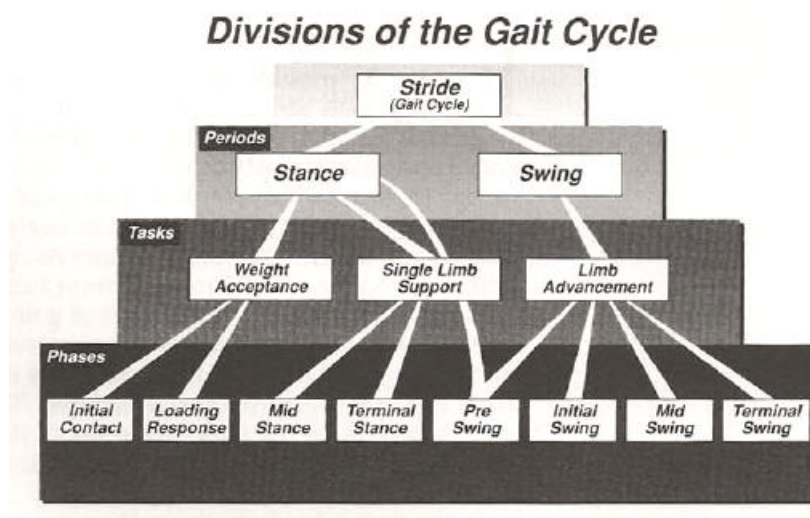 Divisions of the Gait Cycle
Stride
(Gait Cycle)
Periods
Stance
Swing
Tasks
Weight
Acceptance
Single Limb
Support
Limb
Advancement
Phases
Initial
Contact
Loading
Response
Mid
Stance
Terminal
Stance
Pre
Swing
Initial
Swing
Mid
Swing
Terminal
Swing